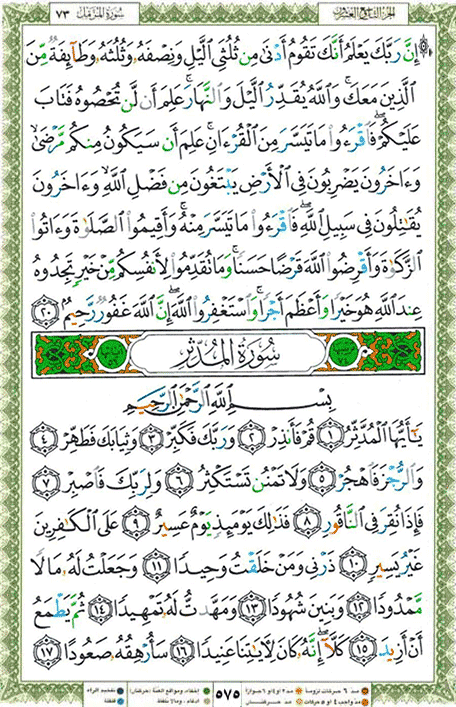 الجزء التاسع والعشرون سُورَةُ المُزَّمِّل ٧٣
۞ إِنَّ رَبَّكَ يَعْلَمُ أَنَّكَ تَقُومُ أَدْنَىٰ مِن ثُلُثَيِ ٱلَّيْلِ وَنِصْفَهُۥ وَثُلُثَهُۥ وَطَآئِفَةٌ مِّنَ
ٱلَّذِينَ مَعَكَ ۚ وَٱللَّهُ يُقَدِّرُ ٱلَّيْلَ وَٱلنَّهَارَ ۚ عَلِمَ أَن لَّن تُحْصُوهُ فَتَابَ
عَلَيْكُمْ ۖ فَٱقْرَءُوا۟ مَا تَيَسَّرَ مِنَ ٱلْقُرْءَانِ ۚ عَلِمَ أَن سَيَكُونُ مِنكُم مَّرْضَىٰ ۙ
وَءَاخَرُونَ يَضْرِبُونَ فِي ٱلْأَرْضِ يَبْتَغُونَ مِن فَضْلِ ٱللَّهِ ۙ وَءَاخَرُونَ
يُقَٰتِلُونَ فِي سَبِيلِ ٱللَّهِ ۖ فَٱقْرَءُوا۟ مَا تَيَسَّرَ مِنْهُ ۚ وَأَقِيمُوا۟ ٱلصَّلَوٰةَ وَءَاتُوا۟
ٱلزَّكَوٰةَ وَأَقْرِضُوا۟ ٱللَّهَ قَرْضًا حَسَنًا ۚ وَمَا تُقَدِّمُوا۟ لِأَنفُسِكُم مِّنْ خَيْرٍ تَجِدُوهُ
عِندَ ٱللَّهِ هُوَ خَيْرًا وَأَعْظَمَ أَجْرًا ۚ وَٱسْتَغْفِرُوا۟ ٱللَّهَ ۖ إِنَّ ٱللَّهَ غَفُورٌ رَّحِيمٌۢ ٢٠
سُورَةُ المُدَّثِّر
بِسْمِ ٱللَّهِ ٱلرَّحْمَٰنِ ٱلرَّحِيمِ
يَٰٓأَيُّهَا ٱلْمُدَّثِّرُ ١ قُمْ فَأَنذِرْ ٢ وَرَبَّكَ فَكَبِّرْ ٣ وَثِيَابَكَ فَطَهِّرْ ٤
وَٱلرُّجْزَ فَٱهْجُرْ ٥ وَلَا تَمْنُن تَسْتَكْثِرُ ٦ وَلِرَبِّكَ فَٱصْبِرْ ٧
فَإِذَا نُقِرَ فِي ٱلنَّاقُورِ ٨ فَذَٰلِكَ يَوْمَئِذٍ يَوْمٌ عَسِيرٌ ٩ عَلَى ٱلْكَٰفِرِينَ
غَيْرُ يَسِيرٍ ١٠ ذَرْنِي وَمَنْ خَلَقْتُ وَحِيدًا ١١ وَجَعَلْتُ لَهُۥ مَالًا
مَّمْدُودًا ١٢ وَبَنِينَ شُهُودًا ١٣ وَمَهَّدتُّ لَهُۥ تَمْهِيدًا ١٤ ثُمَّ يَطْمَعُ
أَنْ أَزِيدَ ١٥ كَلَّآ ۖ إِنَّهُۥ كَانَ لِءَايَٰتِنَا عَنِيدًا ١٦ سَأُرْهِقُهُۥ صَعُودًا ١٧
مد ٦ حركات لزوماً مد ٢ أو ٤ أو ٦ جوازاً إخفاء، ومواقع الغنة (حركتان) تفخيم الراء
مد واجب ٤ أو ٥ حركات مد حركتان إدغام، وما لا يلفظ قلقلة
٥٧٥